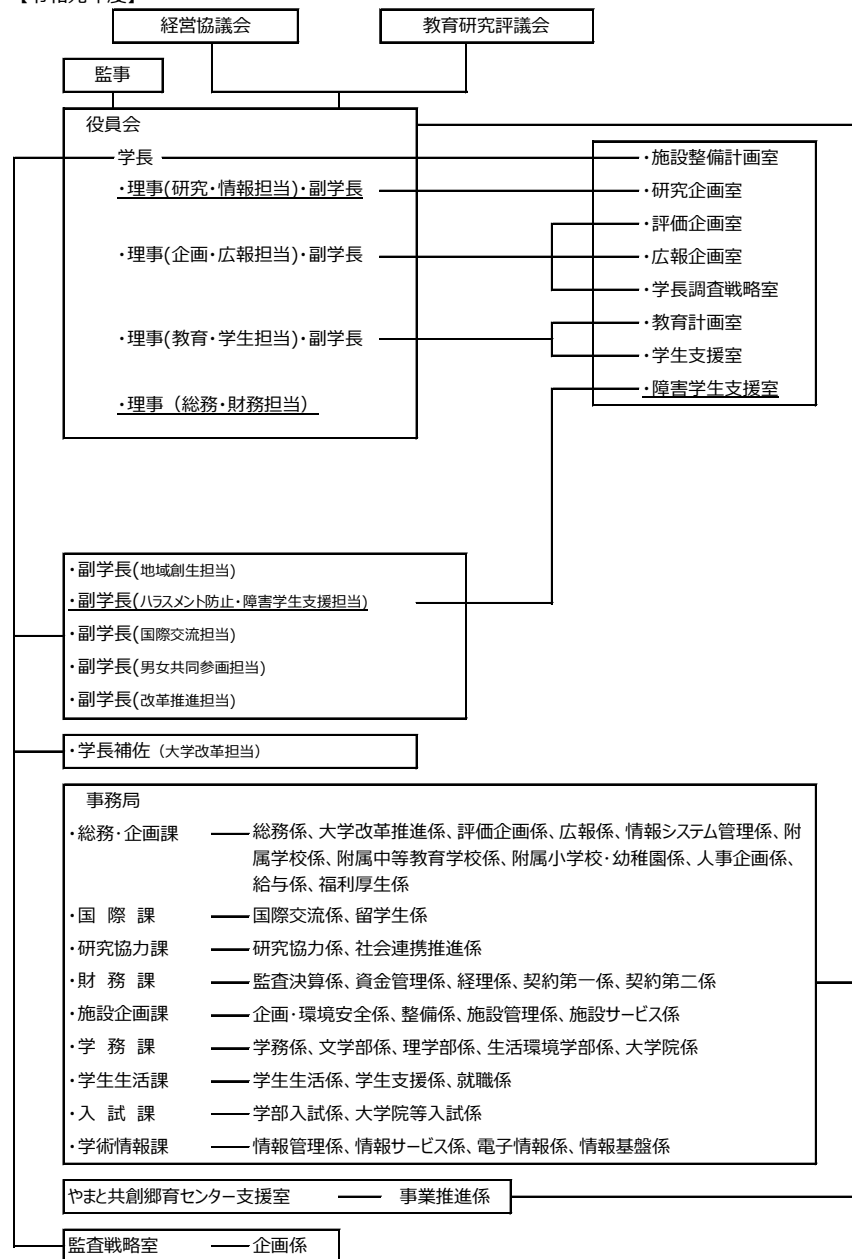 【令和元年度】
経営協議会
教育研究評議会
監事
役員会
学長
・理事(研究・情報担当)・副学長
・理事(企画・広報担当)・副学長
・理事(教育・学生担当)・副学長
・理事（総務・財務担当）
・施設整備計画室
・研究企画室
・評価企画室
・広報企画室
・学長調査戦略室
・教育計画室
・学生支援室
・障害学生支援室
・副学長(地域創生担当)
・副学長(ハラスメント防止・障害学生支援担当)
・副学長(国際交流担当)
・副学長(男女共同参画担当)
・副学長(改革推進担当)
・学長補佐（大学改革担当）
事務局
・総務・企画課 総務係、大学改革推進係、評価企画係、広報係、情報システム管理係、附
属学校係、附属中等教育学校係、附属小学校・幼稚園係、人事企画係、
給与係、福利厚生係
・国 際 課 国際交流係、留学生係
・研究協力課 研究協力係、社会連携推進係
・財 務 課 監査決算係、資金管理係、経理係、契約第一係、契約第二係
・施設企画課 企画・環境安全係、整備係、施設管理係、施設サービス係
・学 務 課 学務係、文学部係、理学部係、生活環境学部係、大学院係
・学生生活課 学生生活係、学生支援係、就職係
・入 試 課 学部入試係、大学院等入試係
・学術情報課 情報管理係、情報サービス係、電子情報係、情報基盤係
やまと共創郷育センター支援室 事業推進係
監査戦略室 企画係